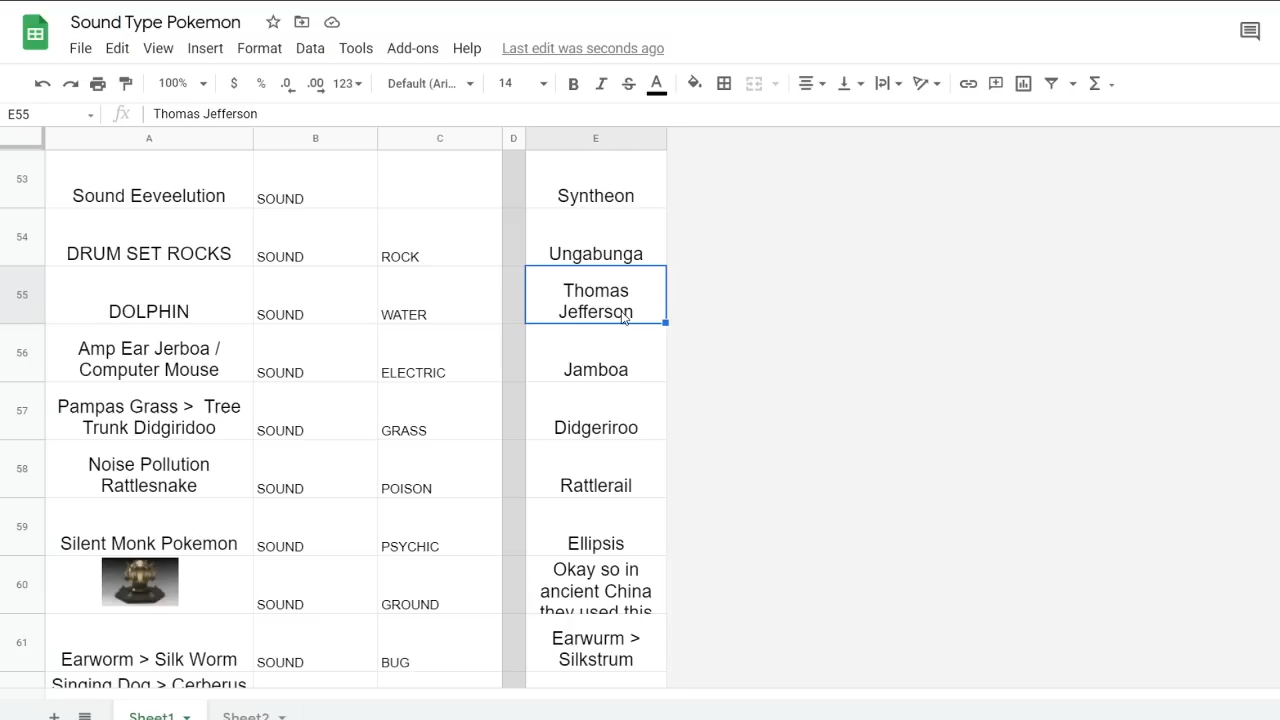 Sound Type Pokemon
File Edit View Insert Format Data Tools Add-ons Help Last edit was seconds ago
100% $ % .0 .00 123 Default (Ari... 14 B I S A Σ
E55 fx Thomas Jefferson
A B C D E
53 Sound Eeveelution SOUND Syntheon
54 DRUM SET ROCKS SOUND ROCK Ungabunga
55 DOLPHIN SOUND WATER Thomas
Jefferson
56 Amp Ear Jerboa /
Computer Mouse SOUND ELECTRIC Jamboa
57 Pampas Grass > Tree
Trunk Didgiridoo SOUND GRASS Didgeriroo
58 Noise Pollution
Rattlesnake SOUND POISON Rattlerail
59 Silent Monk Pokemon SOUND PSYCHIC Ellipsis
60 SOUND GROUND Okay so in
ancient China
they used this
61 Earworm > Silk Worm SOUND BUG Earwurm >
Silkstrum
Singing Dog > Cerberus
+ Sheet1 Sheet2